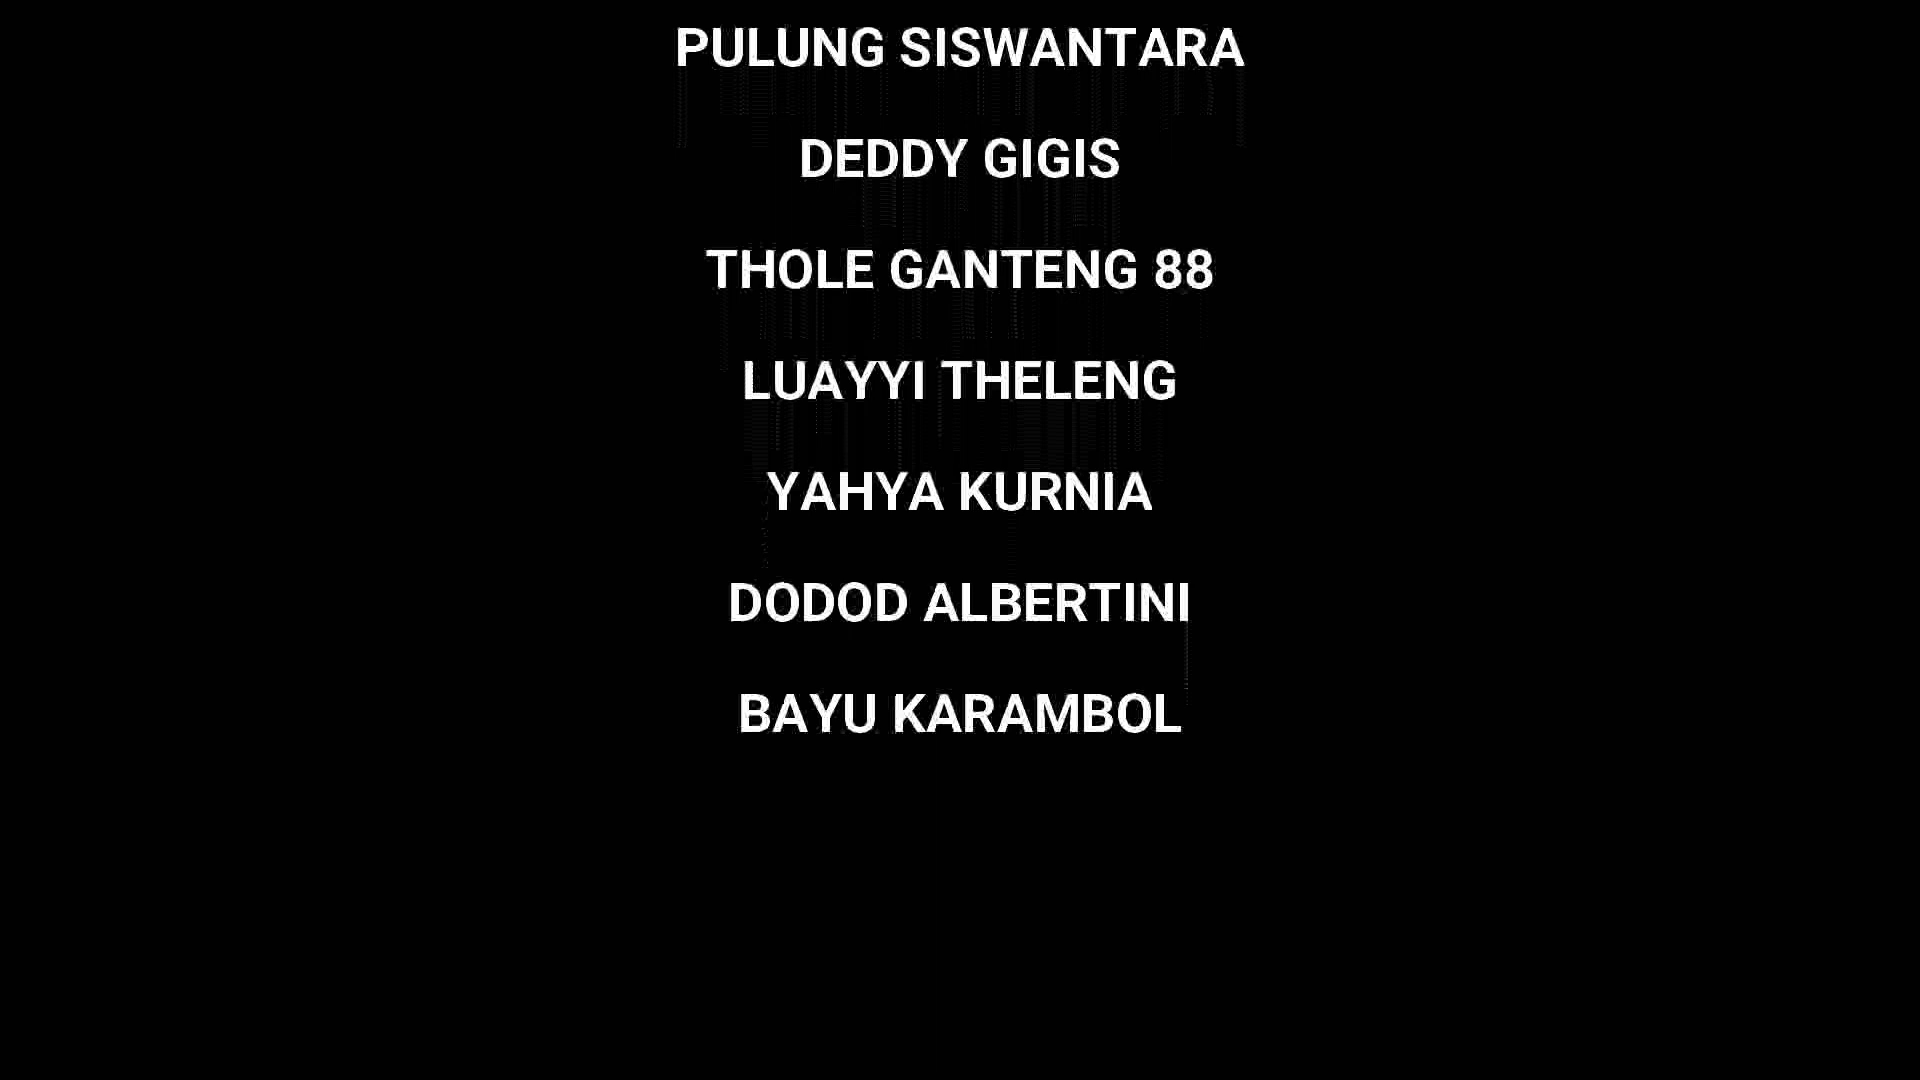 PULUNG SISWANTARA
DEDDY GIGIS
THOLE GANTENG 88
LUAYYI THELENG
YAHYA KURNIA
DODOD ALBERTINI
BAYU KARAMBOL